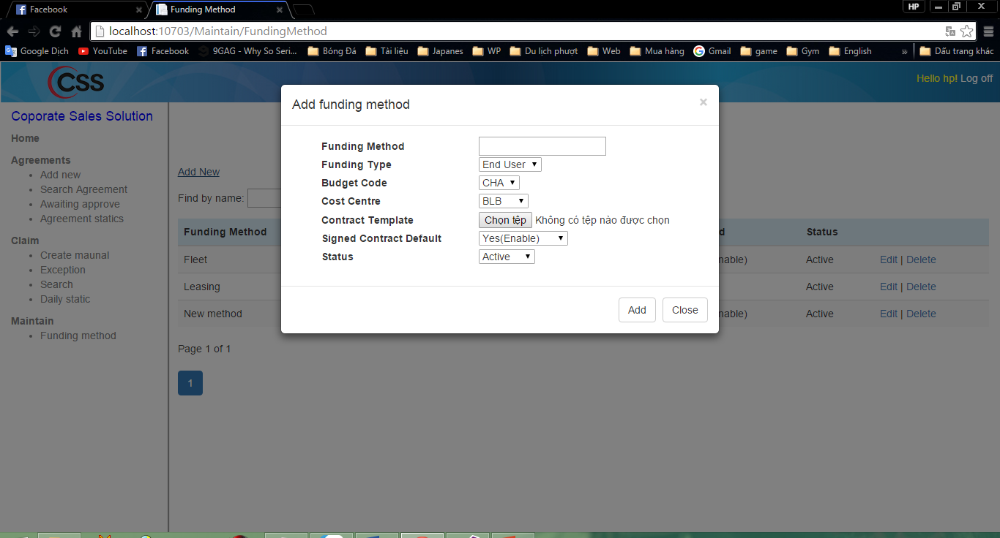 Facebook
Funding Method
HP
localhost:10703/Maintain/FundingMethod
Google Dịch YouTube Facebook 9GAG - Why So Seri... Bóng Đá Tài liệu Japanes WP Du lịch phượt Web Mua hàng Gmail game Gym English » Dấu trang khác
CSS
Hello hp! Log off
Coporate Sales Solution
Home
Agreements
Add new
Search Agreement
Awaiting approve
Agreement statics
Claim
Create maunal
Exception
Search
Daily static
Maintain
Funding method
Add New
Find by name:
Funding Method d Status
Fleet nable) Active Edit | Delete
Leasing Active Edit | Delete
New method nable) Active Edit | Delete
Page 1 of 1
1
Add funding method ×
Funding Method
Funding Type End User
Budget Code CHA
Cost Centre BLB
Contract Template Chọn tệp Không có tệp nào được chọn
Signed Contract Default Yes(Enable)
Status Active
Add Close